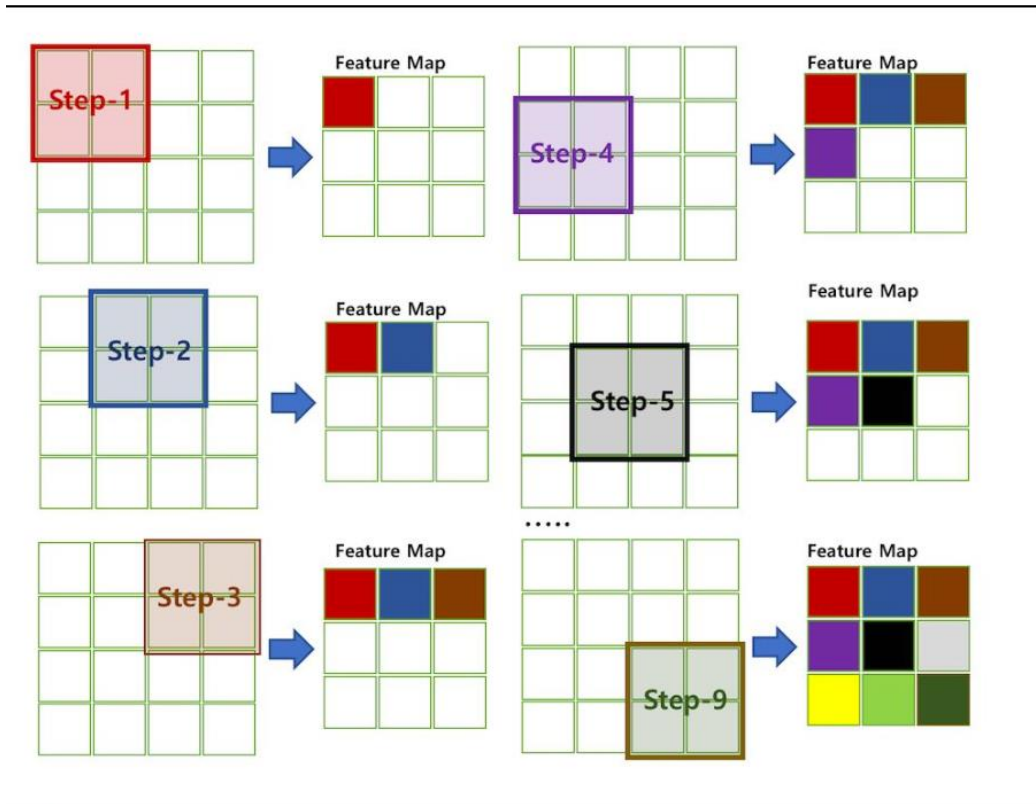 Step-1
Feature Map
Step-4
Feature Map
Step-2
Feature Map
Step-5
Feature Map
.....
Step-3
Feature Map
Step-9
Feature Map